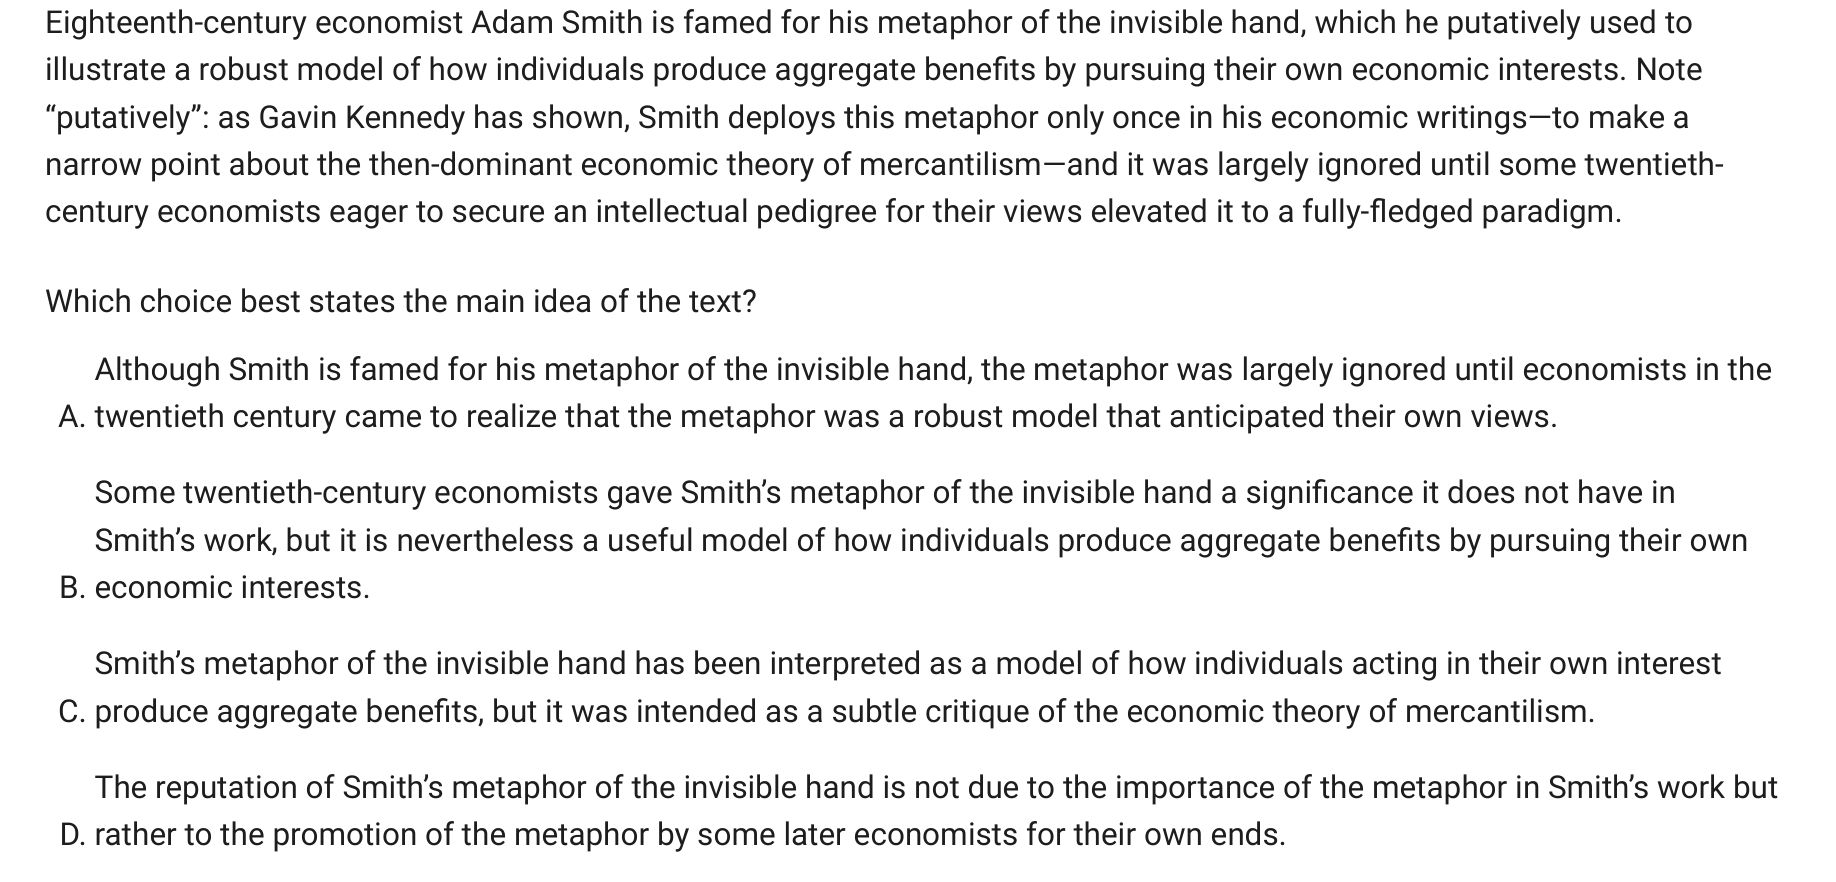 Eighteenth-century economist Adam Smith is famed for his metaphor of the invisible hand, which he putatively used to
illustrate a robust model of how individuals produce aggregate benefits by pursuing their own economic interests. Note
“putatively”: as Gavin Kennedy has shown, Smith deploys this metaphor only once in his economic writings—to make a
narrow point about the then-dominant economic theory of mercantilism—and it was largely ignored until some twentieth-
century economists eager to secure an intellectual pedigree for their views elevated it to a fully-fledged paradigm.
Which choice best states the main idea of the text?
Although Smith is famed for his metaphor of the invisible hand, the metaphor was largely ignored until economists in the
A. twentieth century came to realize that the metaphor was a robust model that anticipated their own views.
Some twentieth-century economists gave Smith’s metaphor of the invisible hand a significance it does not have in
Smith’s work, but it is nevertheless a useful model of how individuals produce aggregate benefits by pursuing their own
B. economic interests.
Smith’s metaphor of the invisible hand has been interpreted as a model of how individuals acting in their own interest
C. produce aggregate benefits, but it was intended as a subtle critique of the economic theory of mercantilism.
The reputation of Smith’s metaphor of the invisible hand is not due to the importance of the metaphor in Smith’s work but
D. rather to the promotion of the metaphor by some later economists for their own ends.